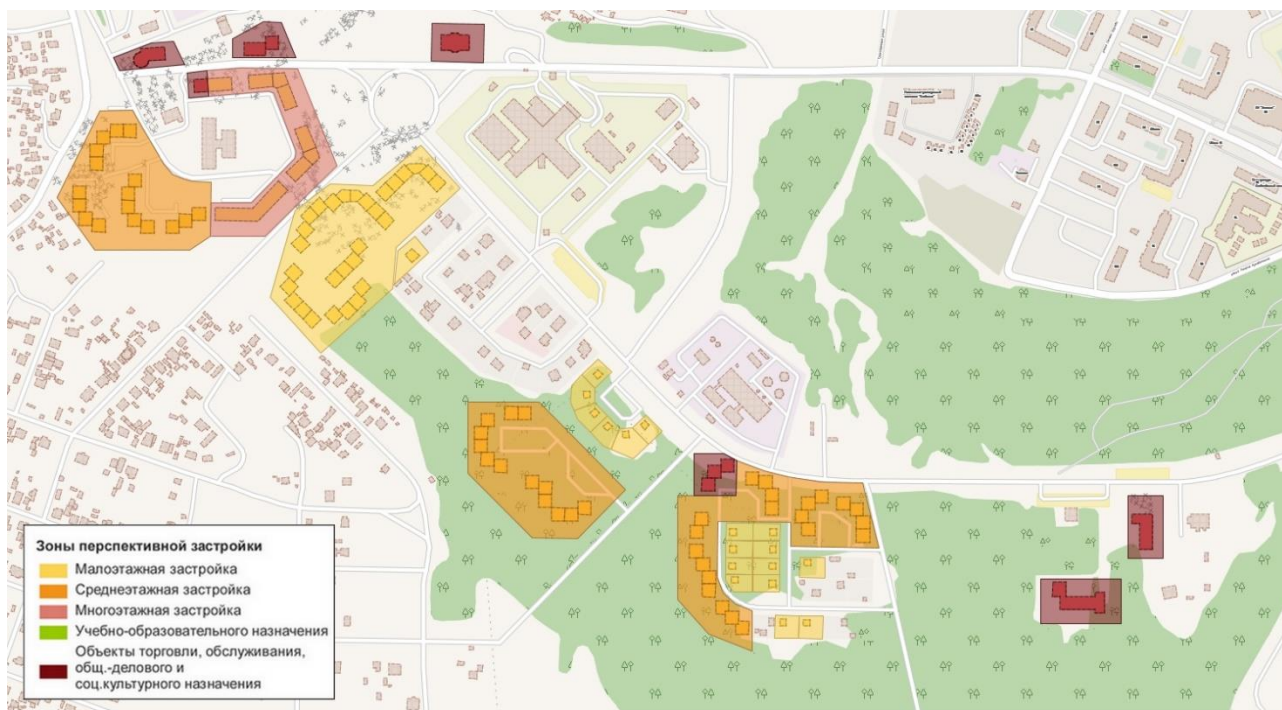 Зоны перспективной застройки
Малоэтажная застройка
Среднеэтажная застройка
Многоэтажная застройка
Учебно-образовательного назначения
Объекты торговли, обслуживания,
общ.-делового и
соц.культурного назначения